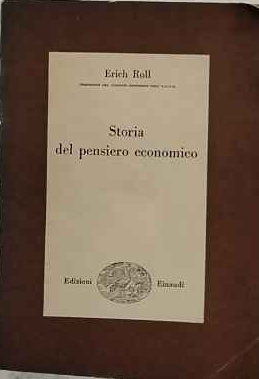 Erich Roll
Storia
del pensiero economico
Edizioni Einaudi